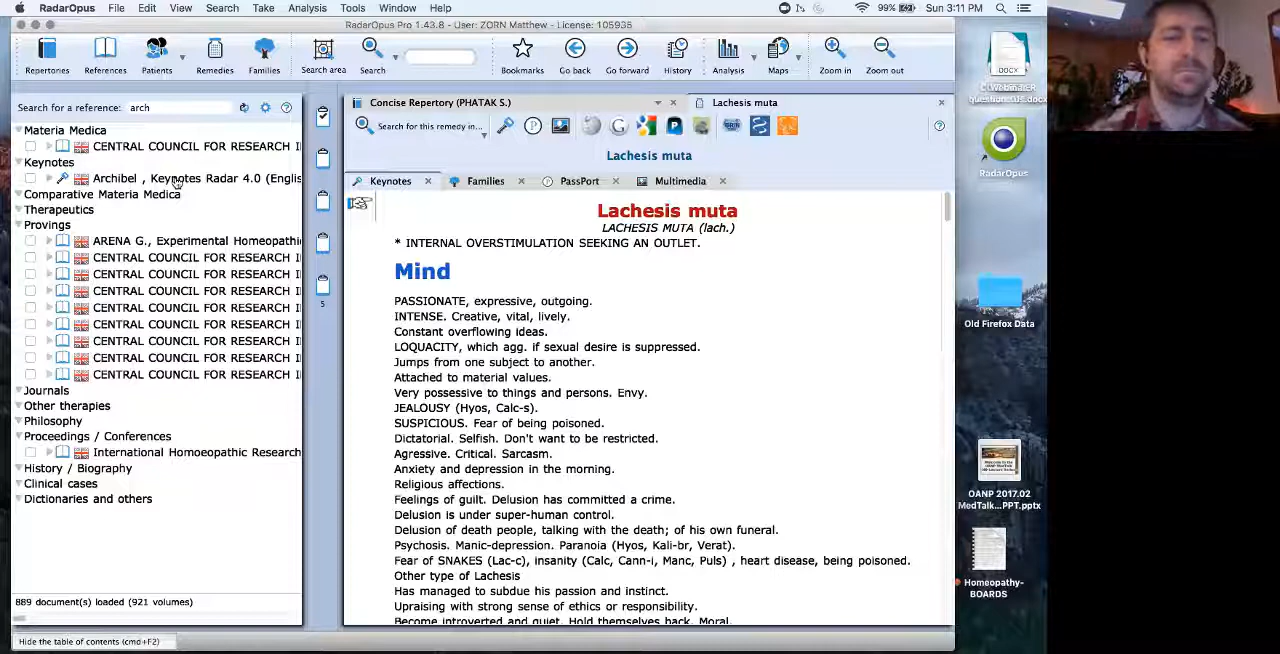 RadarOpus File Edit View Search Take Analysis Tools Window Help 99% Sun 3:11 PM
RadarOpus Pro 1.43.8 - User: ZORN Matthew - License: 105935
Repertories References Patients Remedies Families Search area Search Bookmarks Go back Go forward History Analysis Maps Zoom in Zoom out
Search for a reference: arch
Materia Medica
CENTRAL COUNCIL FOR RESEARCH I
Keynotes
Archibel , Keynotes Radar 4.0 (Englis
Comparative Materia Medica
Therapeutics
Provings
ARENA G., Experimental Homeopathi
CENTRAL COUNCIL FOR RESEARCH I
CENTRAL COUNCIL FOR RESEARCH I
CENTRAL COUNCIL FOR RESEARCH I
CENTRAL COUNCIL FOR RESEARCH I
CENTRAL COUNCIL FOR RESEARCH I
CENTRAL COUNCIL FOR RESEARCH I
CENTRAL COUNCIL FOR RESEARCH I
CENTRAL COUNCIL FOR RESEARCH I
Journals
Other therapies
Philosophy
Proceedings / Conferences
International Homoeopathic Research
History / Biography
Clinical cases
Dictionaries and others
889 document(s) loaded (921 volumes)
Hide the table of contents (cmd+F2)
5
Concise Repertory (PHATAK S.) Lachesis muta
Search for this remedy in...
Lachesis muta
Keynotes Families PassPort Multimedia
Lachesis muta
LACHESIS MUTA (lach.)
* INTERNAL OVERSTIMULATION SEEKING AN OUTLET.
Mind
PASSIONATE, expressive, outgoing.
INTENSE. Creative, vital, lively.
Constant overflowing ideas.
LOQUACITY, which agg. if sexual desire is suppressed.
Jumps from one subject to another.
Attached to material values.
Very possessive to things and persons. Envy.
JEALOUSY (Hyos, Calc-s).
SUSPICIOUS. Fear of being poisoned.
Dictatorial. Selfish. Don't want to be restricted.
Agressive. Critical. Sarcasm.
Anxiety and depression in the morning.
Religious affections.
Feelings of guilt. Delusion has committed a crime.
Delusion is under super-human control.
Delusion of death people, talking with the death; of his own funeral.
Psychosis. Manic-depression. Paranoia (Hyos, Kali-br, Verat).
Fear of SNAKES (Lac-c), insanity (Calc, Cann-i, Manc, Puls) , heart disease, being poisoned.
Other type of Lachesis
Has managed to subdue his passion and instinct.
Upraising with strong sense of ethics or responsibility.
Become introverted and quiet. Hold themselves back. Moral.
DOCX
RadarOpus
Old Firefox Data
OANP 2017.02
MedTalk...PPT.pptx
Homeopathy-
BOARDS